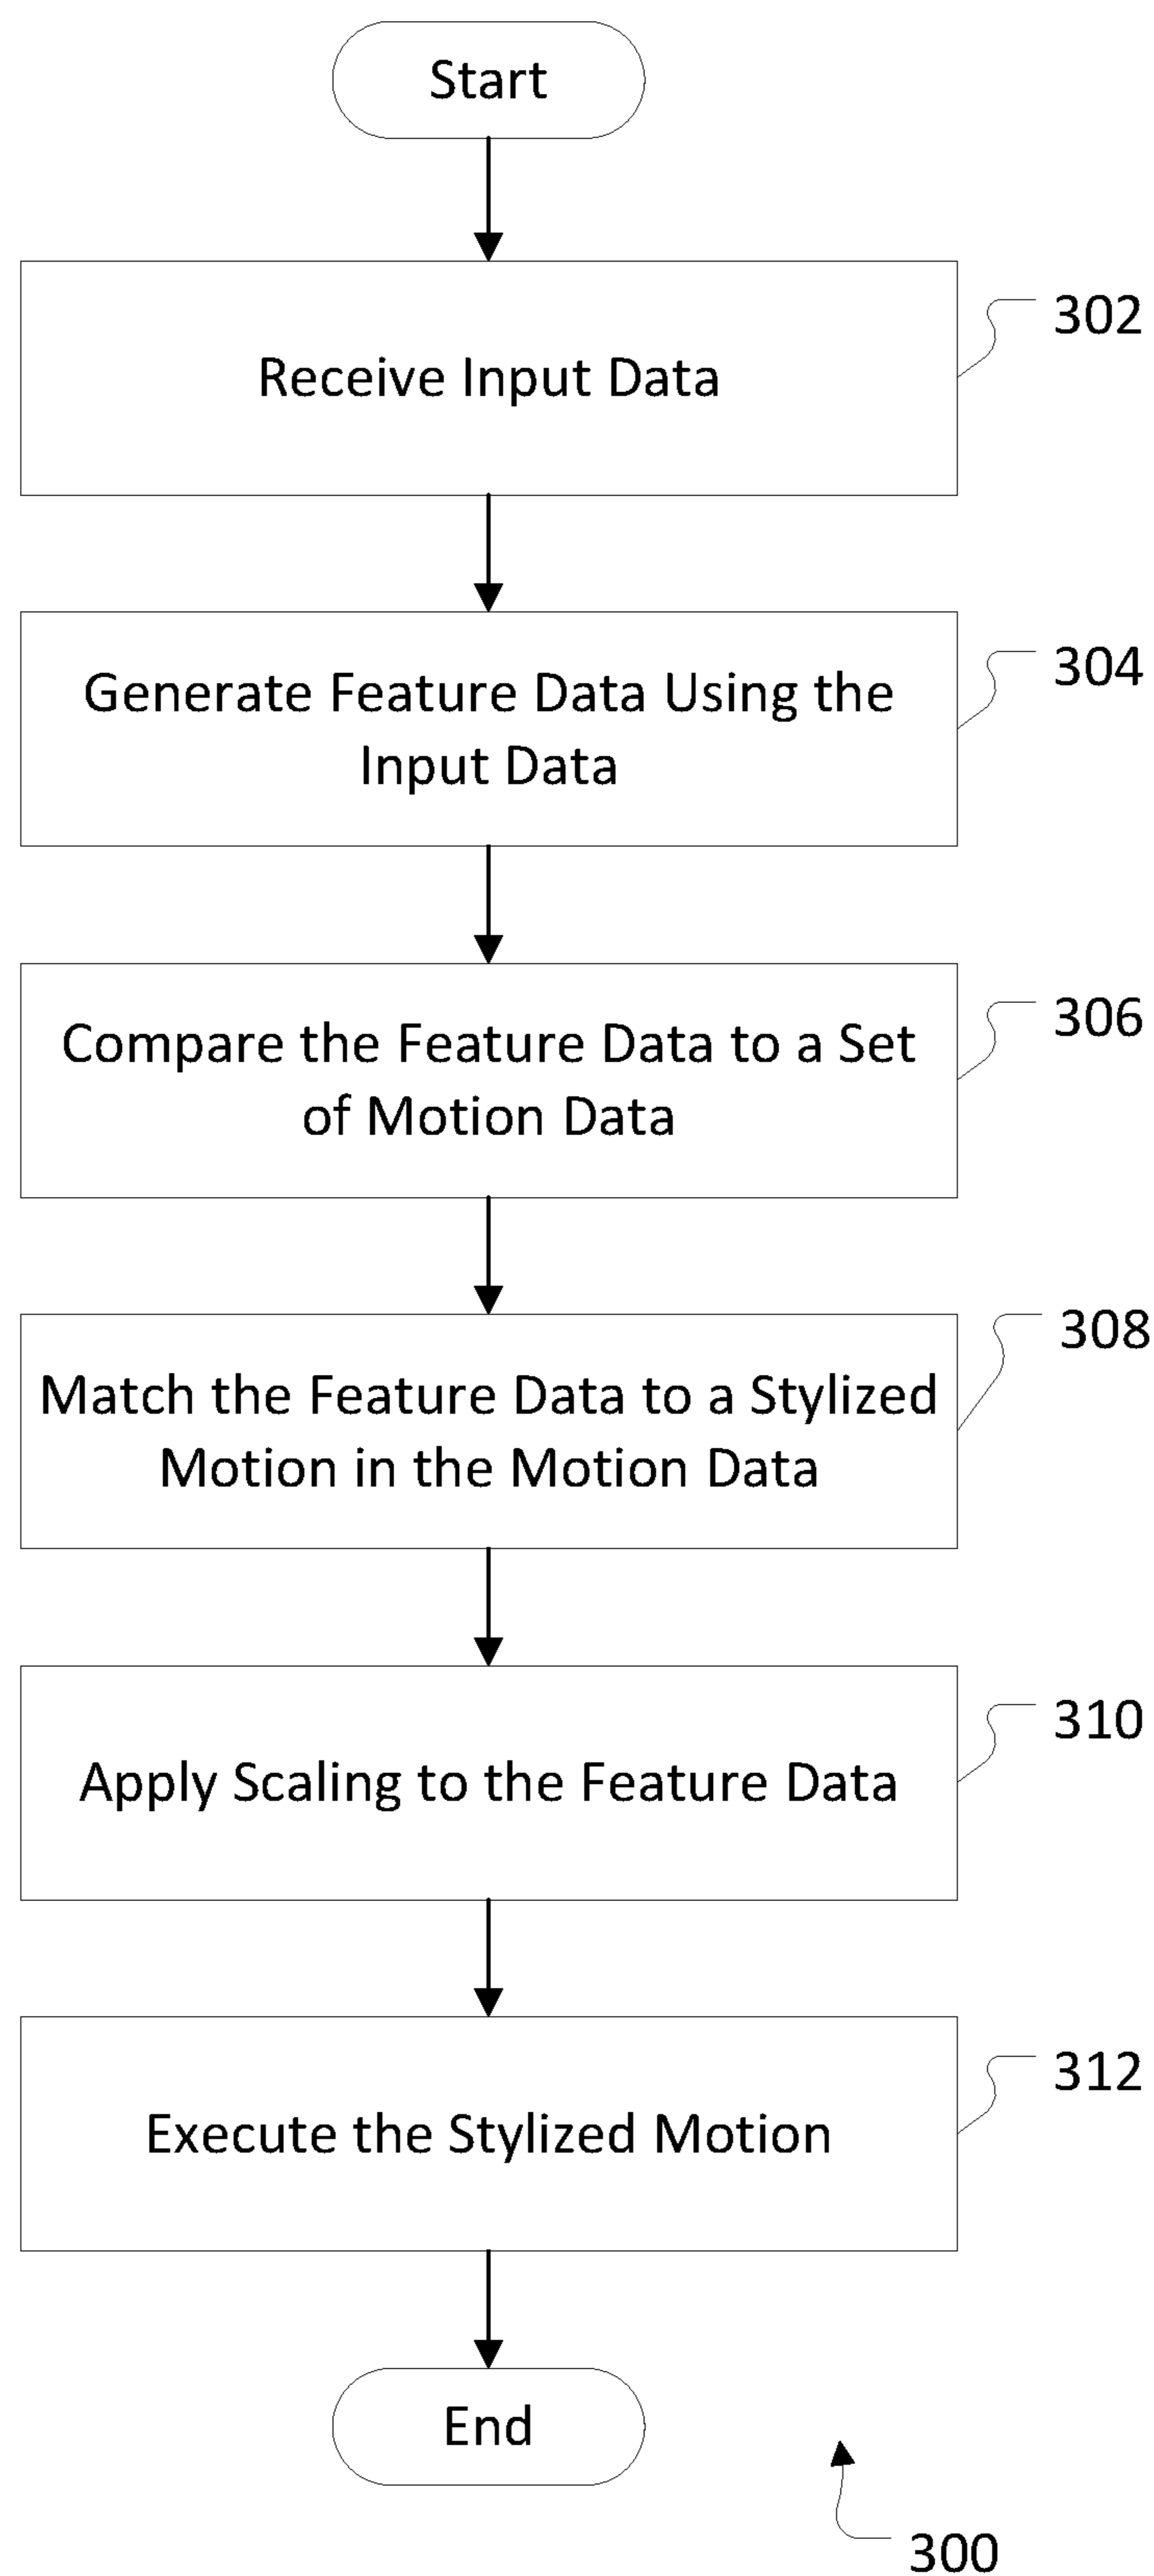 Start
Receive Input Data
302
Generate Feature Data Using the
Input Data
304
Compare the Feature Data to a Set
of Motion Data
306
Match the Feature Data to a Stylized
Motion in the Motion Data
308
Apply Scaling to the Feature Data
310
Execute the Stylized Motion
312
End
300